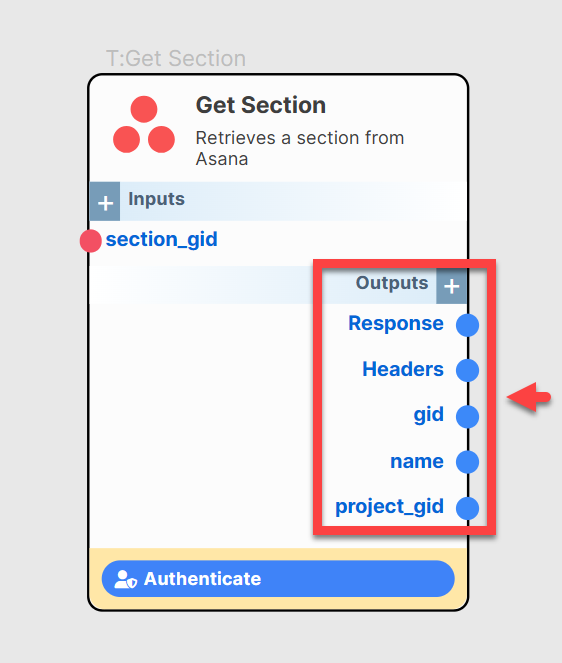 T:Get Section
Get Section
Retrieves a section from
Asana
+ Inputs
section_gid
Outputs +
Response
Headers
gid
name
project_gid
Authenticate